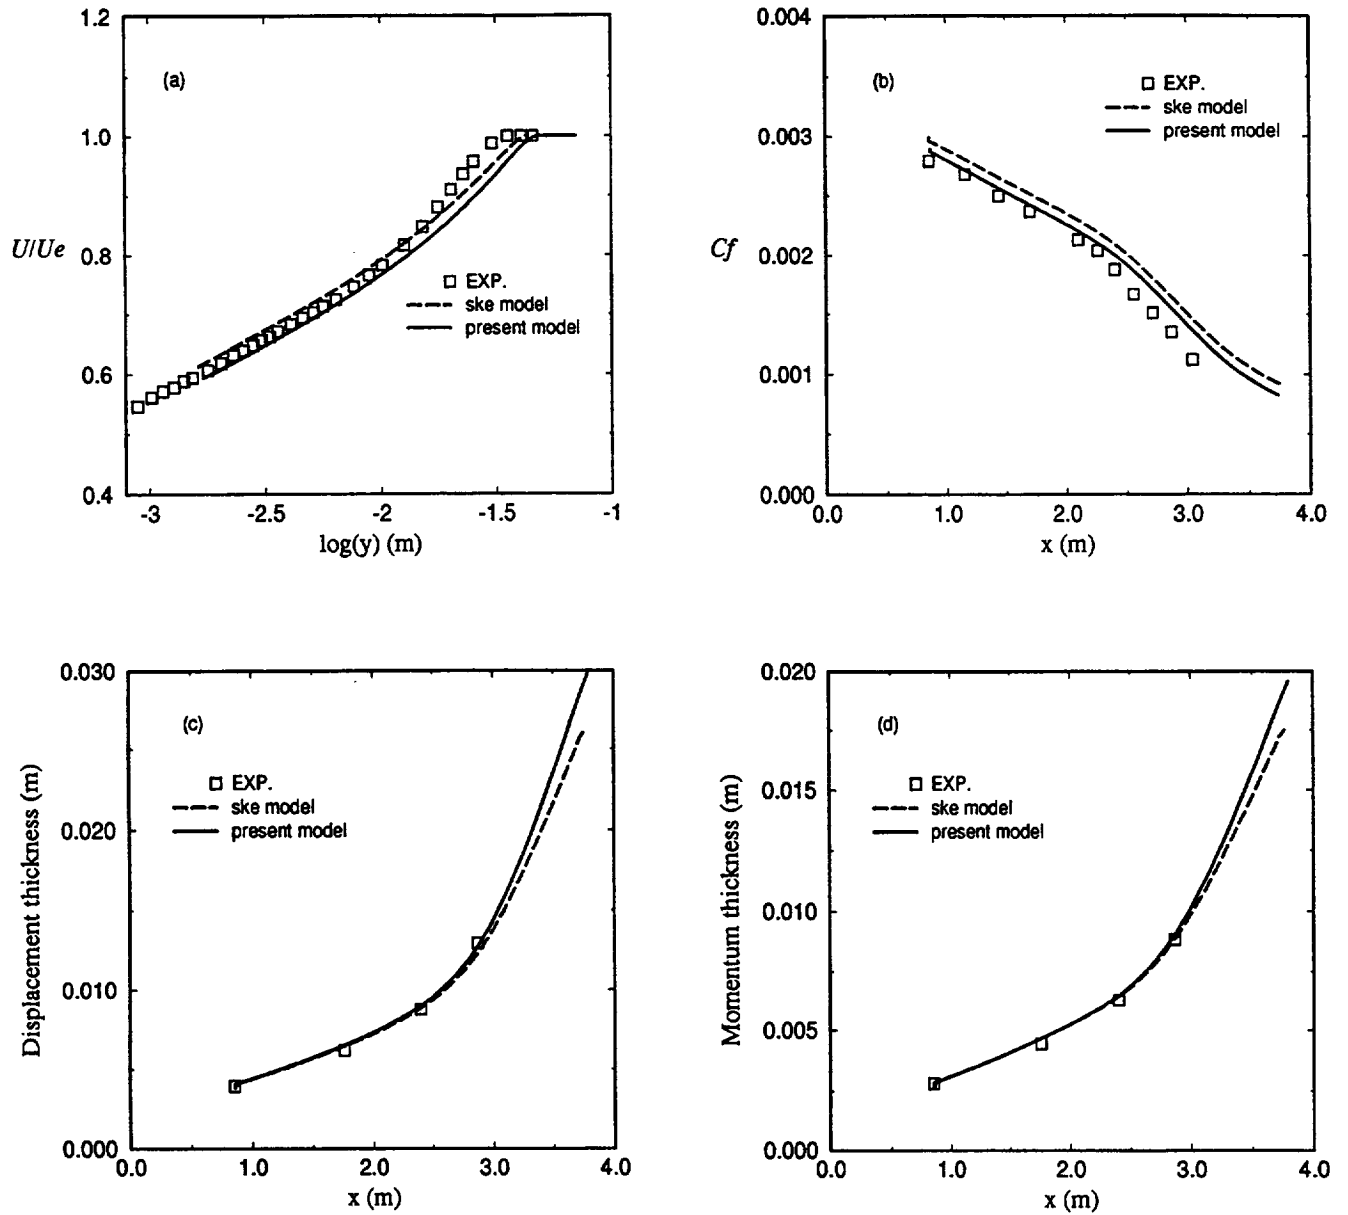 1.2
1.0
0.8
0.6
0.4
U/Ue
(a)
EXP.
ske model
present model
-3
-2.5
-2
-1.5
-1
log(y) (m)
0.004
0.003
0.002
0.001
0.000
Cf
(b)
EXP.
ske model
present model
0.0
1.0
2.0
3.0
4.0
x (m)
0.030
0.020
0.010
0.000
Displacement thickness (m)
(c)
EXP.
ske model
present model
0.0
1.0
2.0
3.0
4.0
x (m)
0.020
0.015
0.010
0.005
0.000
Momentum thickness (m)
(d)
EXP.
ske model
present model
0.0
1.0
2.0
3.0
4.0
x (m)